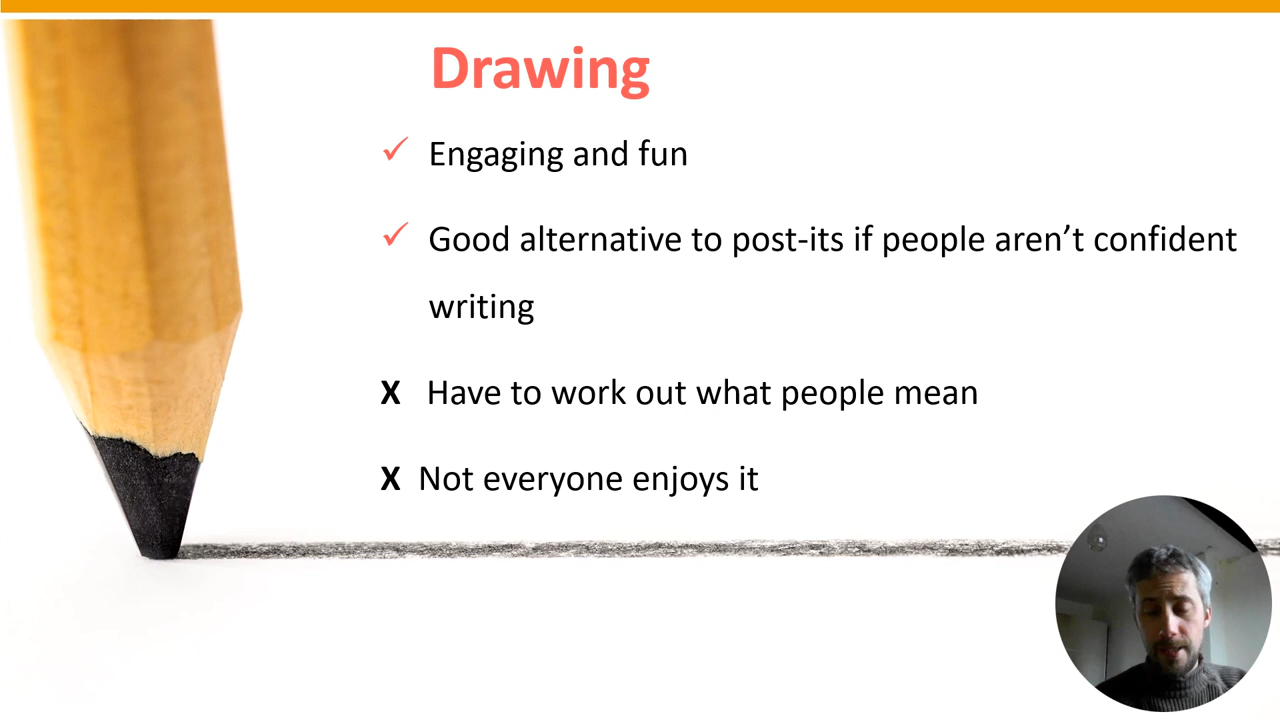 Drawing
✓ Engaging and fun
✓ Good alternative to post-its if people aren’t confident
writing
X Have to work out what people mean
X Not everyone enjoys it